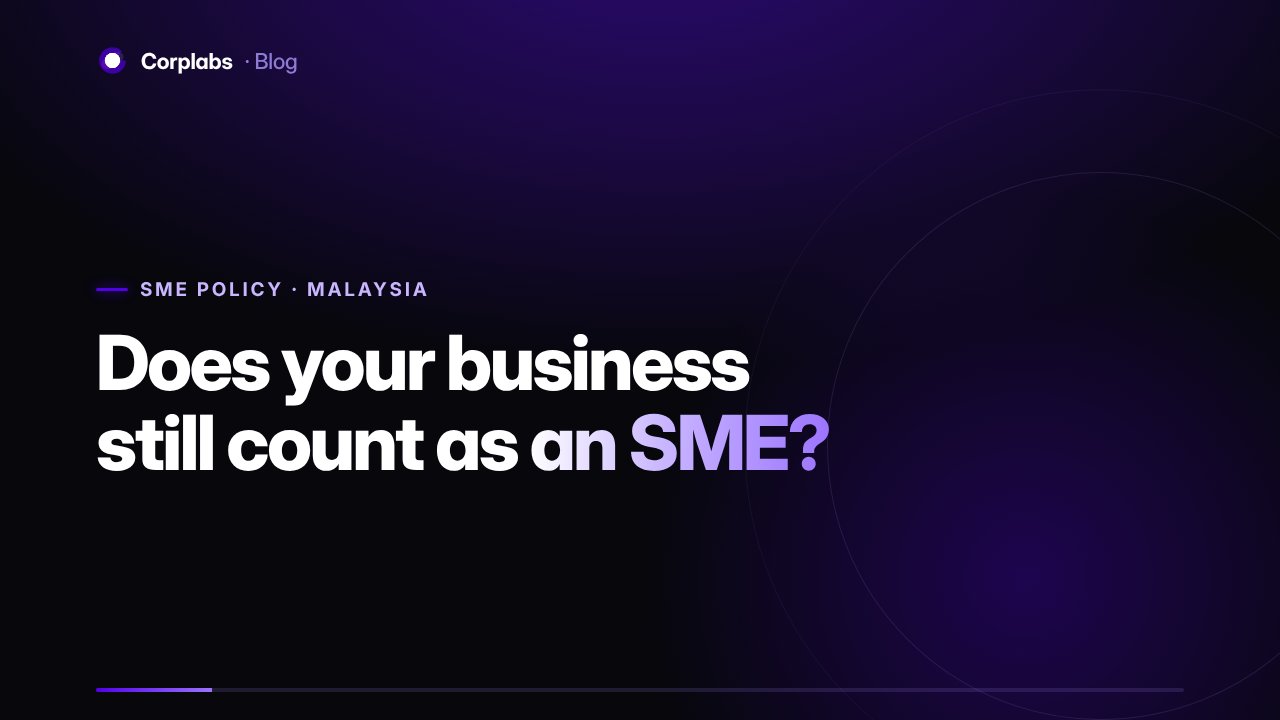 Corplabs · Blog
SME POLICY · MALAYSIA
Does your business
still count as an SME?